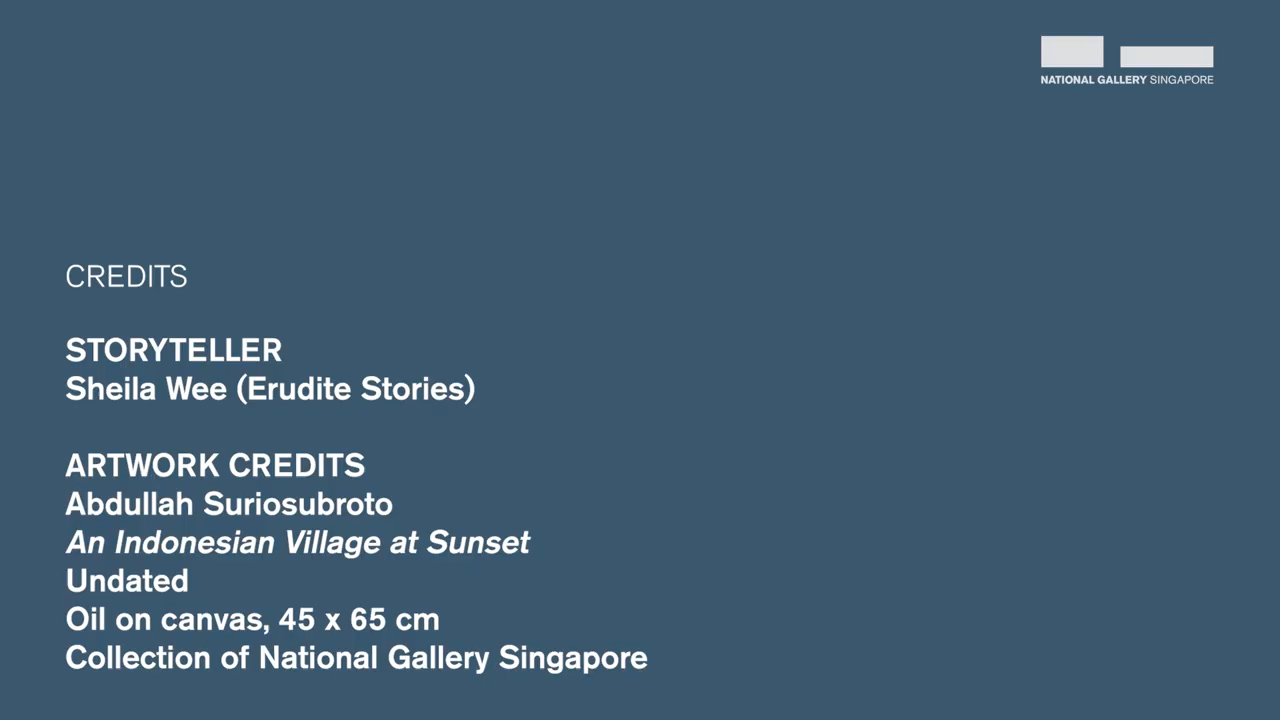 NATIONAL GALLERY SINGAPORE
CREDITS
STORYTELLER
Sheila Wee (Erudite Stories)
ARTWORK CREDITS
Abdullah Suriosubroto
An Indonesian Village at Sunset
Undated
Oil on canvas, 45 x 65 cm
Collection of National Gallery Singapore